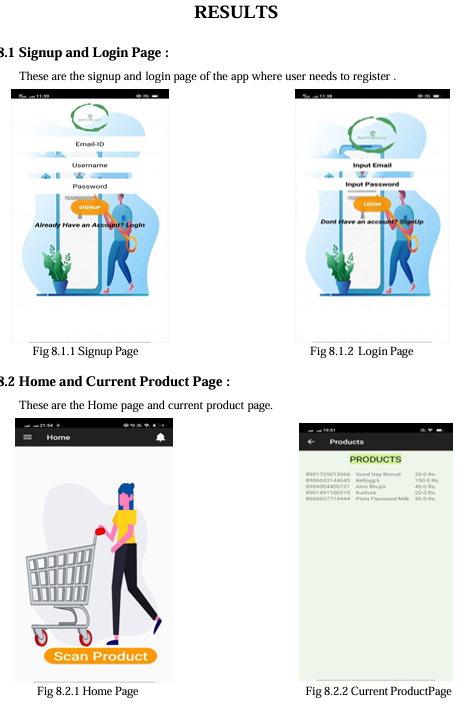 RESULTS
8.1 Signup and Login Page :
These are the signup and login page of the app where user needs to register .
11:39
Email-ID
Username
Password
SIGNUP
Already Have an Account? LogIn
11:38
Input Email
Input Password
LOGIN
Dont Have an account? SignUp
Fig 8.1.1 Signup Page
Fig 8.1.2 Login Page
8.2 Home and Current Product Page :
These are the Home page and current product page.
21:54
Home
Scan Product
19:51
Products
PRODUCTS
8901725013066 Good Day Biscuit 20.0 Rs.
Kellogg's 150.0 Rs.
8904004400731 Aloo Bhujia 40.0 Rs.
Kurkure 20.0 Rs.
Flavoured Milk 30.0 Rs.
Fig 8.2.1 Home Page
Fig 8.2.2 Current ProductPage